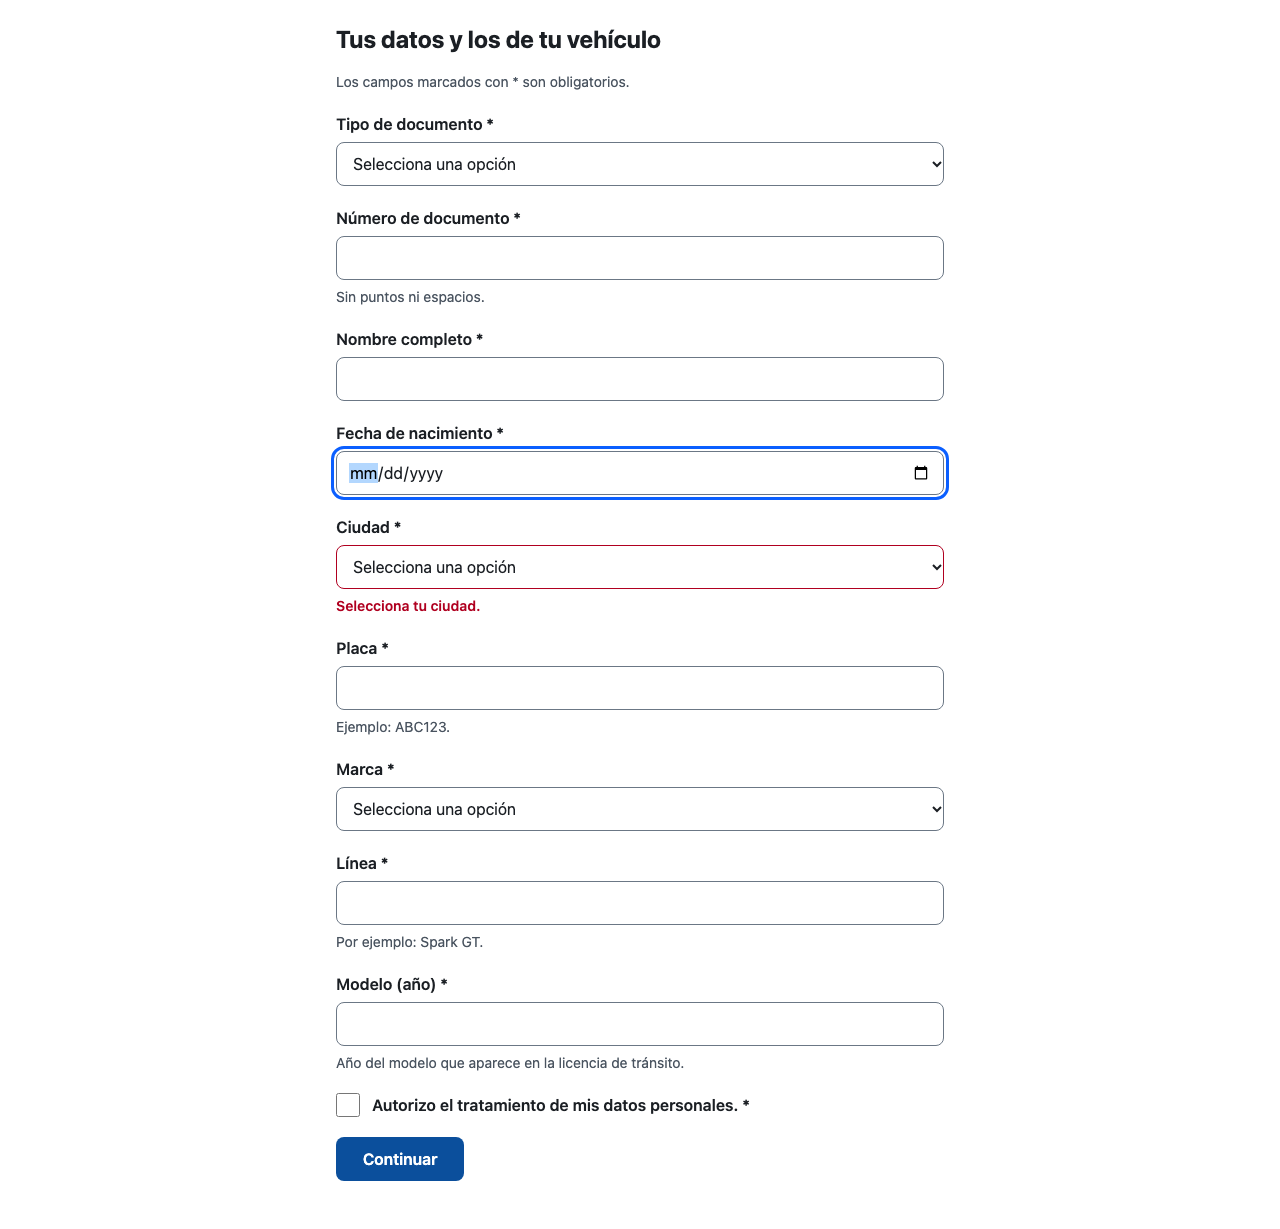 Tus datos y los de tu vehículo
Los campos marcados con * son obligatorios.
Tipo de documento *
Selecciona una opción
Número de documento *
Sin puntos ni espacios.
Nombre completo *
Fecha de nacimiento *
mm/dd/yyyy
Ciudad *
Selecciona una opción
Selecciona tu ciudad.
Placa *
Ejemplo: ABC123.
Marca *
Selecciona una opción
Línea *
Por ejemplo: Spark GT.
Modelo (año) *
Año del modelo que aparece en la licencia de tránsito.
Autorizo el tratamiento de mis datos personales. *
Continuar